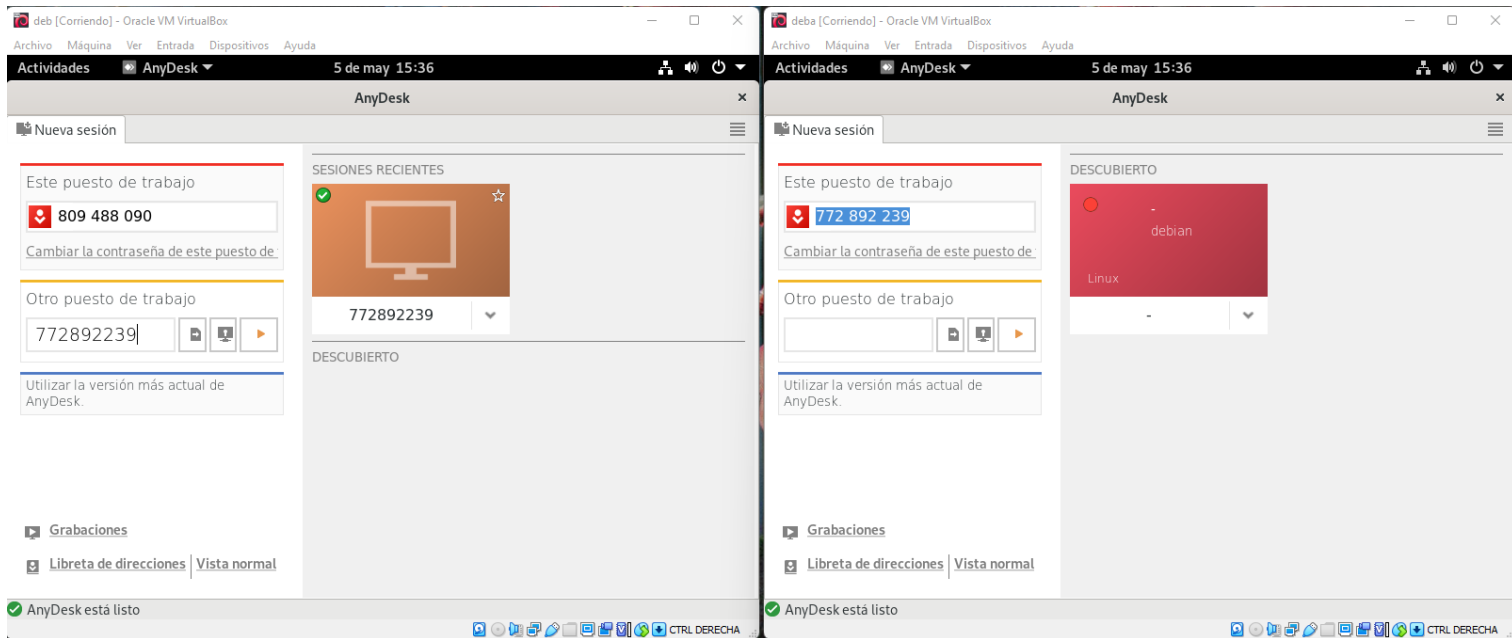 deb [Corriendo] - Oracle VM VirtualBox
Archivo Máquina Ver Entrada Dispositivos Ayuda
Actividades AnyDesk 5 de may 15:36
AnyDesk
Nueva sesión
Este puesto de trabajo
809 488 090
Cambiar la contraseña de este puesto de
Otro puesto de trabajo
772892239
Utilizar la versión más actual de
AnyDesk.
Grabaciones
Libreta de direcciones Vista normal
SESIONES RECIENTES
772892239
DESCUBIERTO
AnyDesk está listo
CTRL DERECHA
deba [Corriendo] - Oracle VM VirtualBox
Archivo Máquina Ver Entrada Dispositivos Ayuda
Actividades AnyDesk 5 de may 15:36
AnyDesk
Nueva sesión
Este puesto de trabajo
772 892 239
Cambiar la contraseña de este puesto de
Otro puesto de trabajo
Utilizar la versión más actual de
AnyDesk.
Grabaciones
Libreta de direcciones Vista normal
DESCUBIERTO
-
debian
Linux
-
AnyDesk está listo
CTRL DERECHA